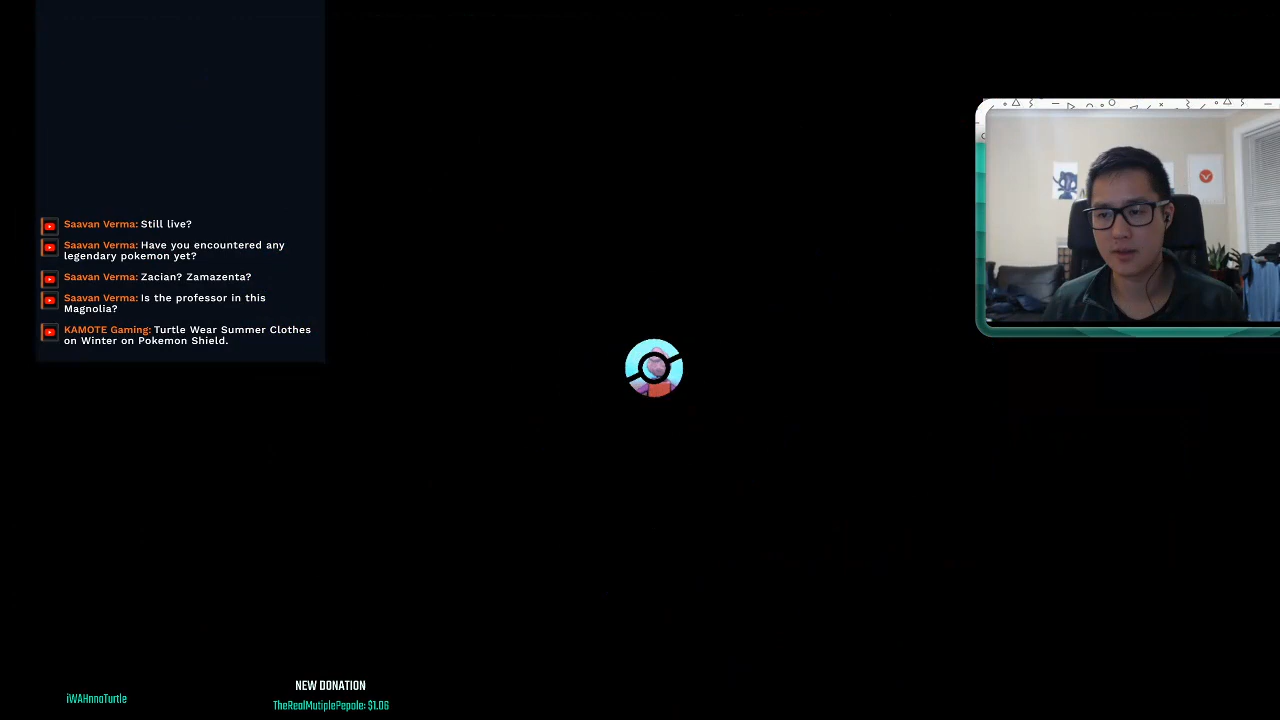 Saavan Verma: Still live?
Saavan Verma: Have you encountered any
legendary pokemon yet?
Saavan Verma: Zacian? Zamazenta?
Saavan Verma: Is the professor in this
Magnolia?
KAMOTE Gaming: Turtle Wear Summer Clothes
on Winter on Pokemon Shield.
NEW DONATION
iWAHnnaTurtle
TheRealMutiplePepole: $1.06